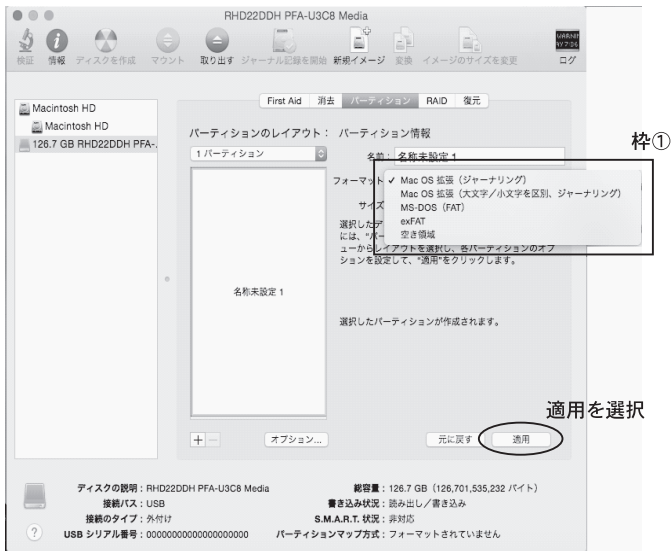 RHD22DDH PFA-U3C8 Media
検証 情報 ディスクを作成 マウント 取り出す ジャーナル記録を開始 新規イメージ 変換 イメージのサイズを変更 ログ
Macintosh HD
Macintosh HD
126.7 GB RHD22DDH PFA-...
First Aid 消去 パーティション RAID 復元
パーティションのレイアウト： パーティション情報
1 パーティション
名前： 名称未設定 1
枠①
フォーマット ✓ Mac OS 拡張（ジャーナリング）
Mac OS 拡張（大文字／小文字を区別、ジャーナリング）
サイズ MS-DOS（FAT）
exFAT
空き領域
選択したデ
には、"パー
ューからレイアウトを選択し、各パーティションのオプ
ションを設定して、"適用"をクリックします。
名称未設定 1
選択したパーティションが作成されます。
適用を選択
+ − オプション... 元に戻す 適用
ディスクの説明：RHD22DDH PFA-U3C8 Media
接続バス：USB
接続のタイプ：外付け
USB シリアル番号：00000000000000000000
総容量：126.7 GB（126,701,535,232 バイト）
書き込み状況：読み出し／書き込み
S.M.A.R.T. 状況：非対応
パーティションマップ方式：フォーマットされていません
?